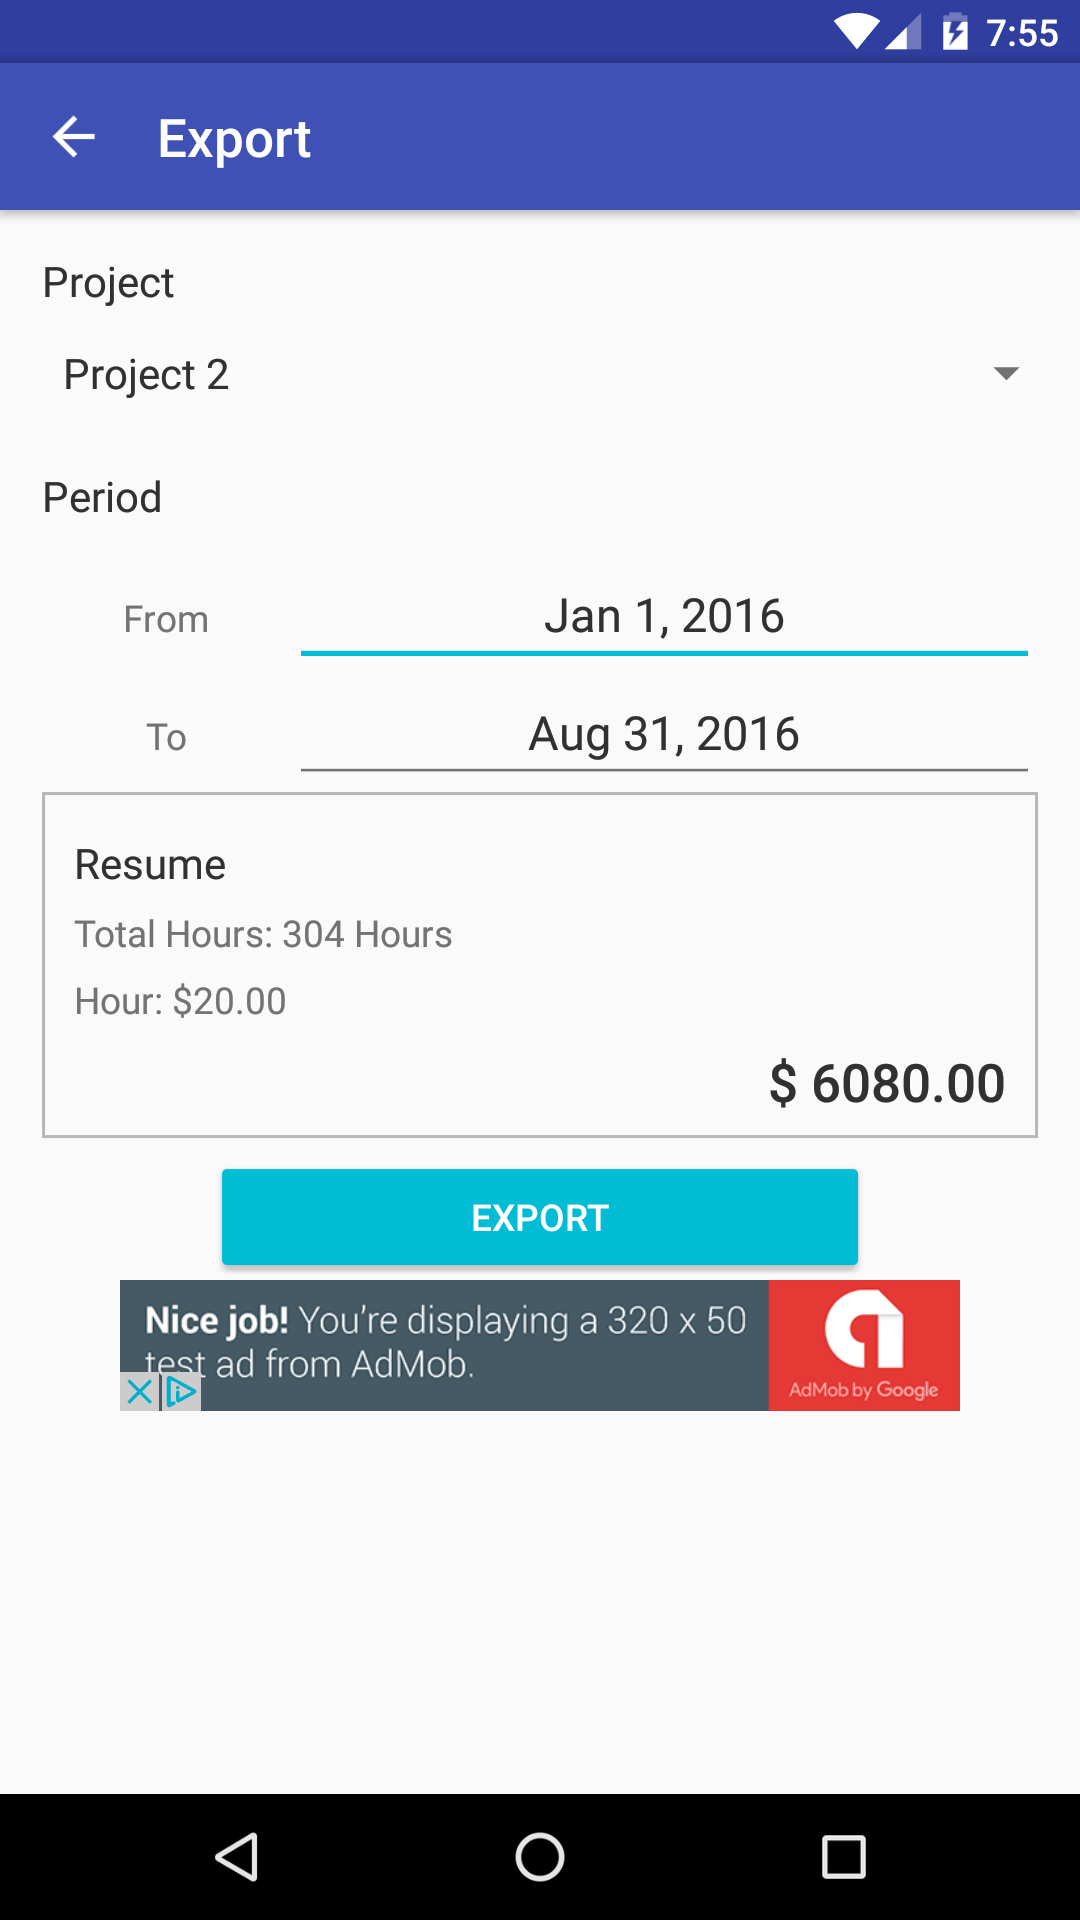 7:55
Export
Project
Project 2
Period
From
Jan 1, 2016
To
Aug 31, 2016
Resume
Total Hours: 304 Hours
Hour: $20.00
$ 6080.00
EXPORT
Nice job! You're displaying a 320 x 50
test ad from AdMob.
AdMob by Google